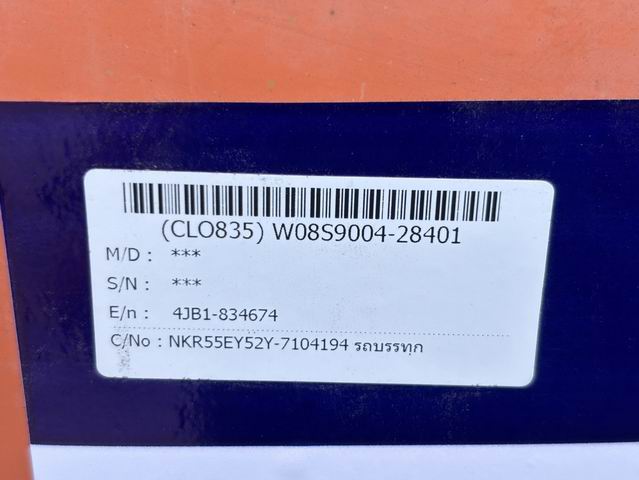 (CLO835) W08S9004-28401
M/D : ***
S/N : ***
E/n : 4JB1-834674
C/No : NKR55EY52Y-7104194 รถบรรทุก